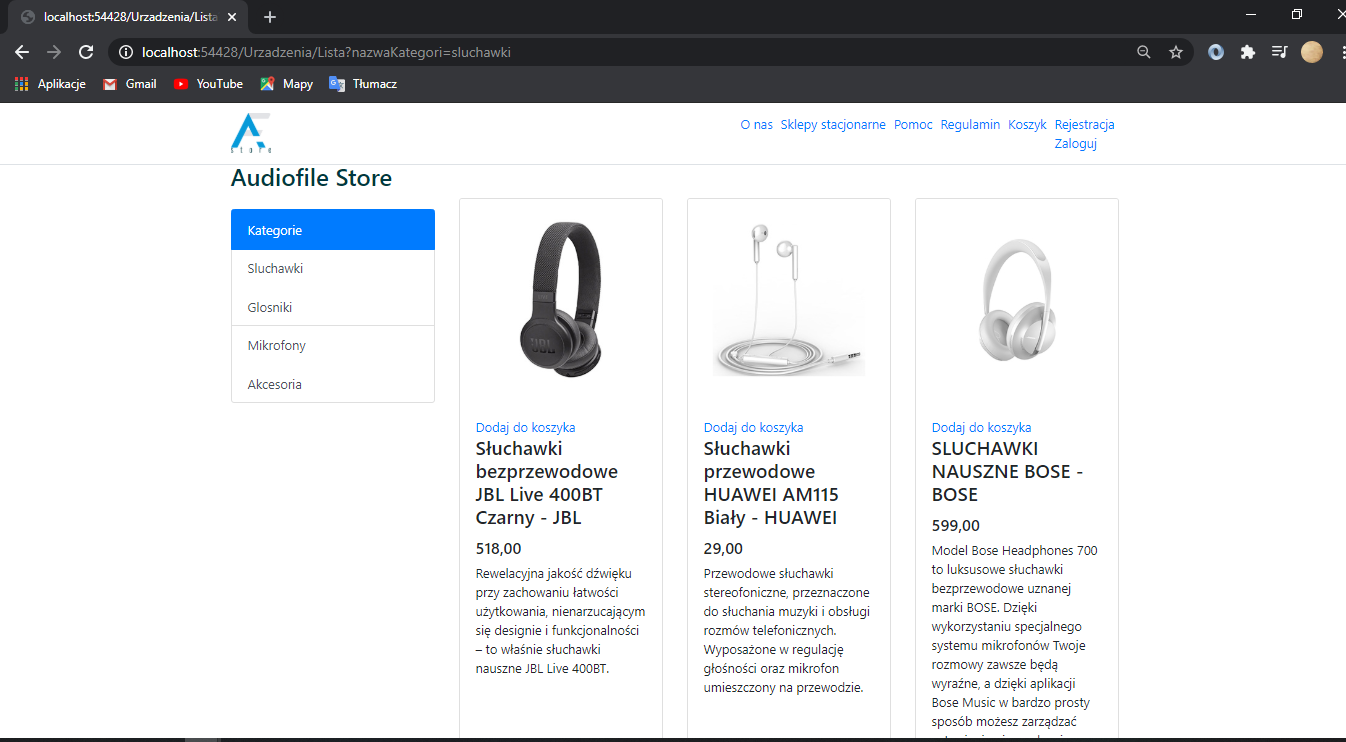 localhost:54428/Urzadzenia/Lista
localhost:54428/Urzadzenia/Lista?nazwaKategori=sluchawki
Aplikacje Gmail YouTube Mapy Tłumacz
store
O nas Sklepy stacjonarne Pomoc Regulamin Koszyk Rejestracja
Zaloguj
Audiofile Store
Kategorie
Sluchawki
Glosniki
Mikrofony
Akcesoria
JBL
Dodaj do koszyka
Słuchawki
bezprzewodowe
JBL Live 400BT
Czarny - JBL
518,00
Rewelacyjna jakość dźwięku
przy zachowaniu łatwości
użytkowania, nienarzucającym
się designie i funkcjonalności
– to właśnie słuchawki
nauszne JBL Live 400BT.
Dodaj do koszyka
Słuchawki
przewodowe
HUAWEI AM115
Biały - HUAWEI
29,00
Przewodowe słuchawki
stereofoniczne, przeznaczone
do słuchania muzyki i obsługi
rozmów telefonicznych.
Wyposażone w regulację
głośności oraz mikrofon
umieszczony na przewodzie.
Dodaj do koszyka
SLUCHAWKI
NAUSZNE BOSE -
BOSE
599,00
Model Bose Headphones 700
to luksusowe słuchawki
bezprzewodowe uznanej
marki BOSE. Dzięki
wykorzystaniu specjalnego
systemu mikrofonów Twoje
rozmowy zawsze będą
wyraźne, a dzięki aplikacji
Bose Music w bardzo prosty
sposób możesz zarządzać